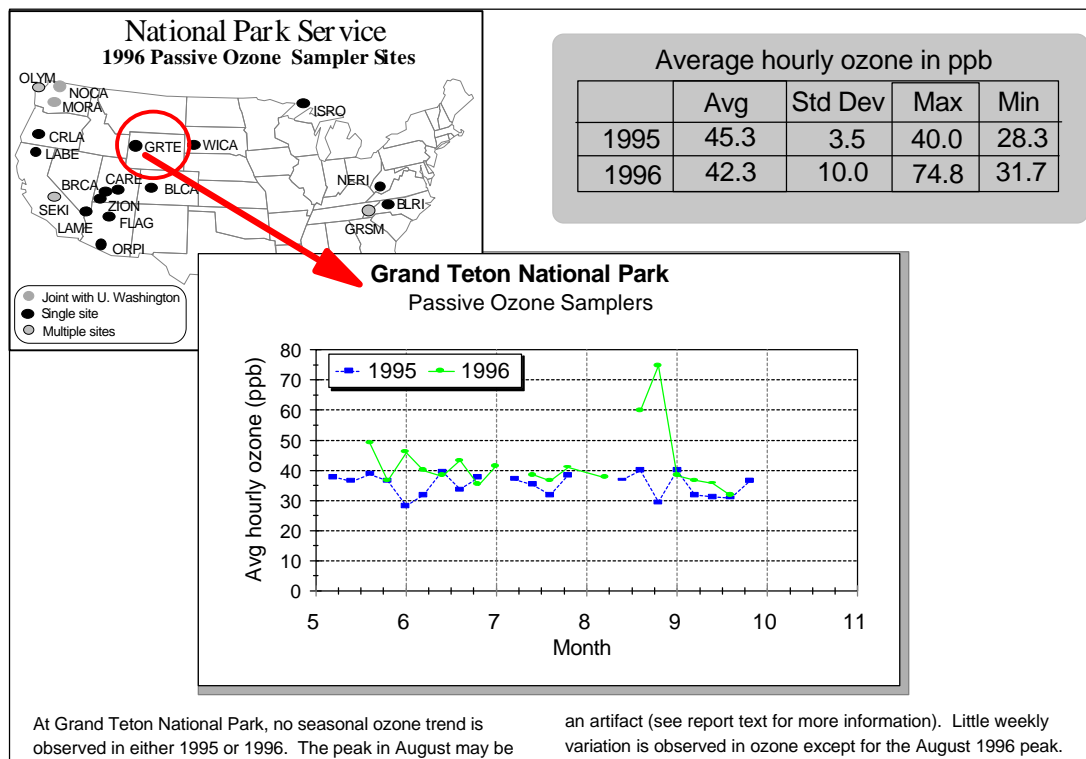 National Park Service
1996 Passive Ozone Sampler Sites
OLYM
NOCA
MORA
ISRO
CRLA
GRTE
WICA
LABE
NERI
BRCA
CARE
BLCA
SEKI
ZION
BLRI
LAME
FLAG
GRSM
ORPI
Joint with U. Washington
Single site
Multiple sites
Average hourly ozone in ppb
Avg Std Dev Max Min
1995 45.3 3.5 40.0 28.3
1996 42.3 10.0 74.8 31.7
Grand Teton National Park
Passive Ozone Samplers
1995 1996
Avg hourly ozone (ppb)
80
70
60
50
40
30
20
10
0
5 6 7 8 9 10 11
Month
At Grand Teton National Park, no seasonal ozone trend is
observed in either 1995 or 1996. The peak in August may be
an artifact (see report text for more information). Little weekly
variation is observed in ozone except for the August 1996 peak.